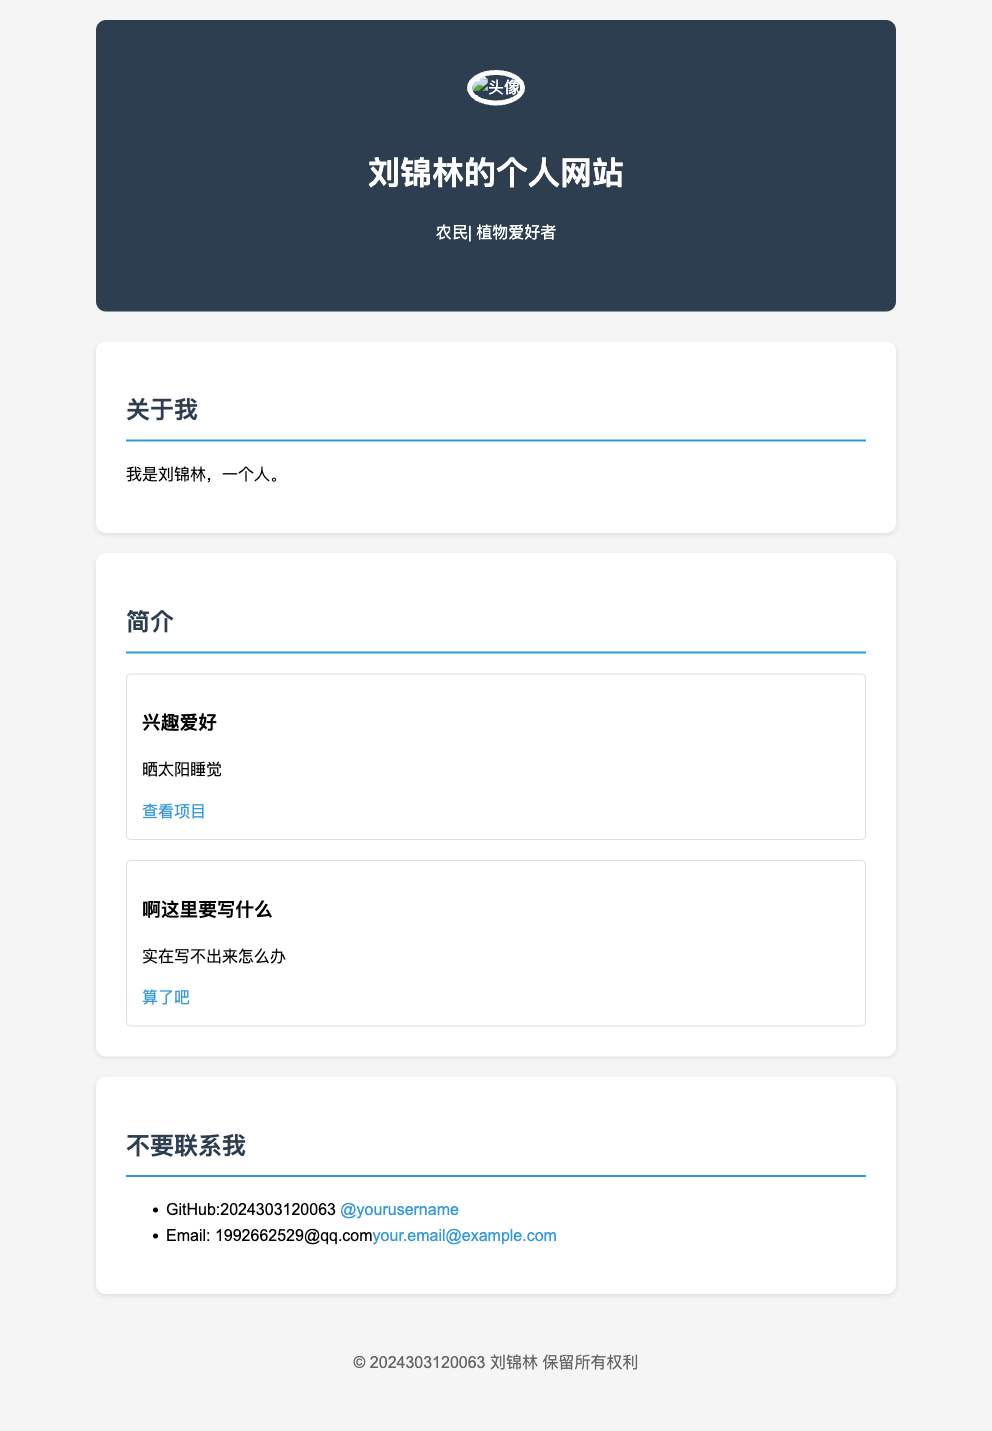 头像
刘锦林的个人网站
农民| 植物爱好者
关于我
我是刘锦林，一个人。
简介
兴趣爱好
晒太阳睡觉
查看项目
啊这里要写什么
实在写不出来怎么办
算了吧
不要联系我
GitHub:2024303120063 @yourusername
Email: 1992662529@qq.comyour.email@example.com
© 2024303120063 刘锦林 保留所有权利